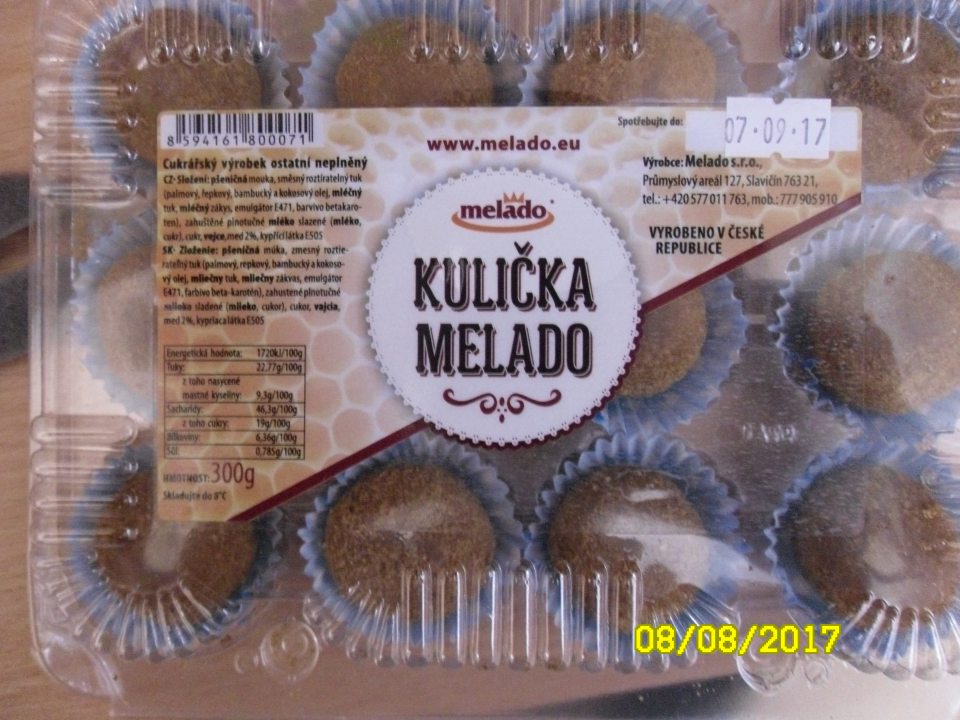 8 594161 800071
Cukrářský výrobek ostatní neplněný
CZ- Složení: pšeničná mouka, směsný roztíratelný tuk
(palmový, řepkový, bambucký a kokosový olej, mléčný
tuk, mléčný zákys, emulgátor E471, barvivo betakaro-
ten), zahuštěné plnotučné mléko slazené (mléko,
cukr), cukr, vejce, med 2%, kypřící látka E505
SK- Zloženie: pšeničná múka, zmesný roztie-
rateľný tuk (palmový, repkový, bambucký a kokoso-
vý olej, mliečny tuk, mliečny zákvas, emulgátor
E471, farbivo beta-karotén), zahustené plnotučné
mlieko sladené (mlieko, cukor), cukor, vajcia,
med 2%, kypriaca látka E505
Energetická hodnota: 1720kJ/100g
Tuky: 22,77g/100g
z toho nasycené
mastné kyseliny: 9,3g/100g
Sacharidy: 46,3g/100g
z toho cukry: 19g/100g
Bílkoviny: 6,36g/100g
Sůl: 0,785g/100g
HMOTNOST: 300g
Skladujte do 8°C
www.melado.eu
melado
KULIČKA
MELADO
Spotřebujte do:
07·09·17
Výrobce: Melado s.r.o.,
Průmyslový areál 127, Slavičín 763 21,
tel.: +420 577 011 763, mob.: 777 905 910
VYROBENO V ČESKÉ
REPUBLICE
08/08/2017